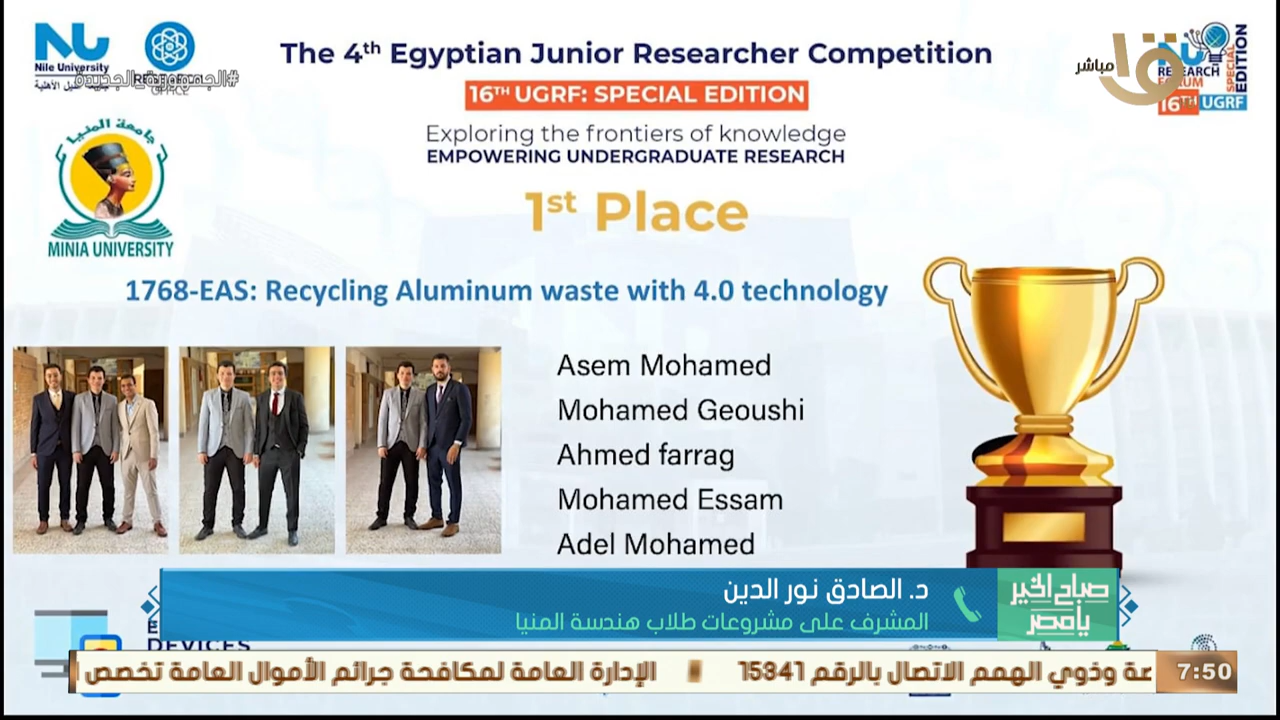 NU
Nile University
#الجمهورية_الجديدة
The 4th Egyptian Junior Researcher Competition
16TH UGRF: SPECIAL EDITION
Exploring the frontiers of knowledge
EMPOWERING UNDERGRADUATE RESEARCH
مباشر
RESEARCH
FORUM
16TH UGRF
SPECIAL
EDITION
جامعة المنيا
MINIA UNIVERSITY
1st Place
1768-EAS: Recycling Aluminum waste with 4.0 technology
Asem Mohamed
Mohamed Geoushi
Ahmed farrag
Mohamed Essam
Adel Mohamed
صباح الخير
يا مصر
د. الصادق نور الدين
المشرف على مشروعات طلاب هندسة المنيا
DEVICES
وذوي الهمم الاتصال بالرقم 15341 الإدارة العامة لمكافحة جرائم الأموال العامة تخصص
7:50